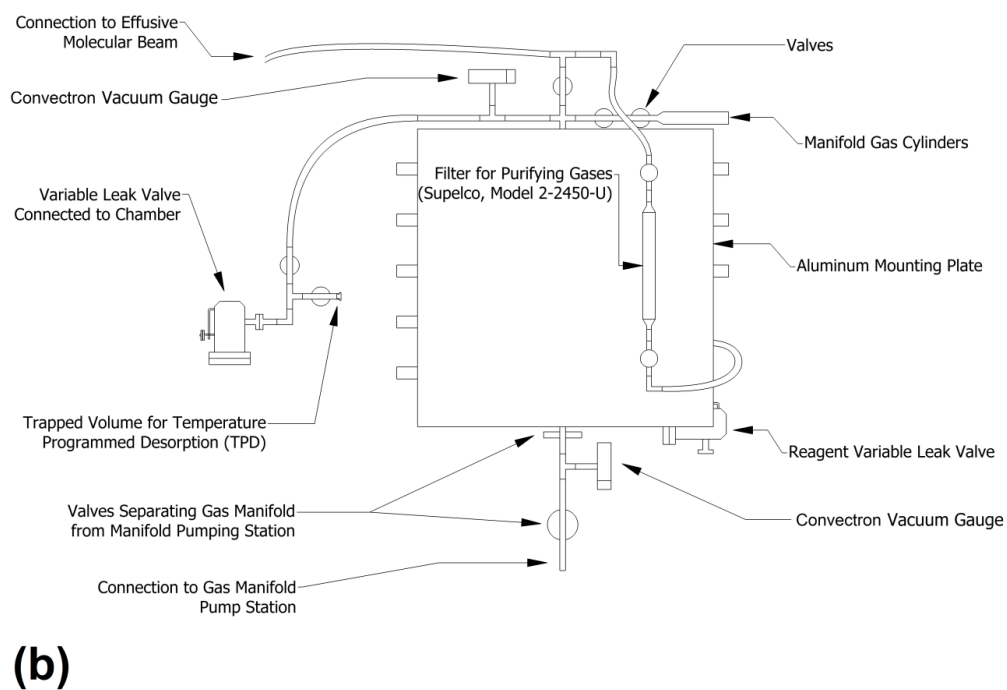 Connection to Effusive
Molecular Beam
Valves
Convectron Vacuum Gauge
Manifold Gas Cylinders
Filter for Purifying Gases
(Supelco, Model 2-2450-U)
Variable Leak Valve
Connected to Chamber
Aluminum Mounting Plate
Trapped Volume for Temperature
Programmed Desorption (TPD)
Reagent Variable Leak Valve
Valves Separating Gas Manifold
from Manifold Pumping Station
Convectron Vacuum Gauge
Connection to Gas Manifold
Pump Station
(b)